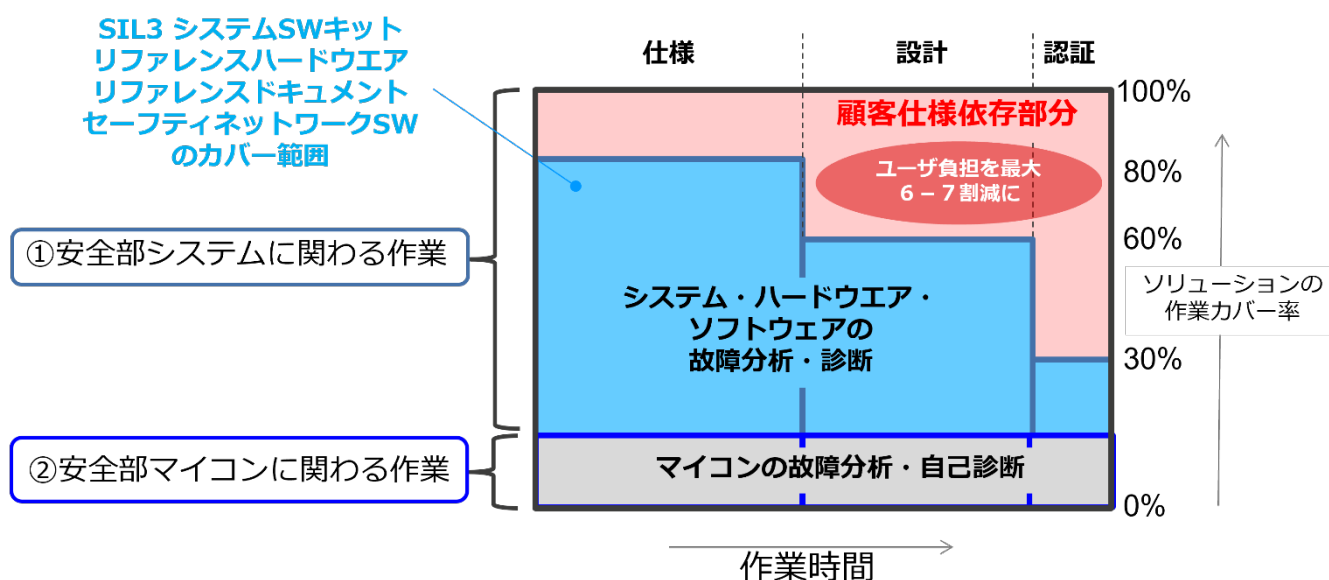 SIL3 システムSWキット
リファレンスハードウエア
リファレンスドキュメント
セーフティネットワークSW
のカバー範囲
仕様
設計
認証
100%
顧客仕様依存部分
ユーザ負担を最大
6－7割減に
80%
60%
①安全部システムに関わる作業
ソリューションの
作業カバー率
システム・ハードウエア・
ソフトウェアの
故障分析・診断
30%
②安全部マイコンに関わる作業
マイコンの故障分析・自己診断
0%
作業時間